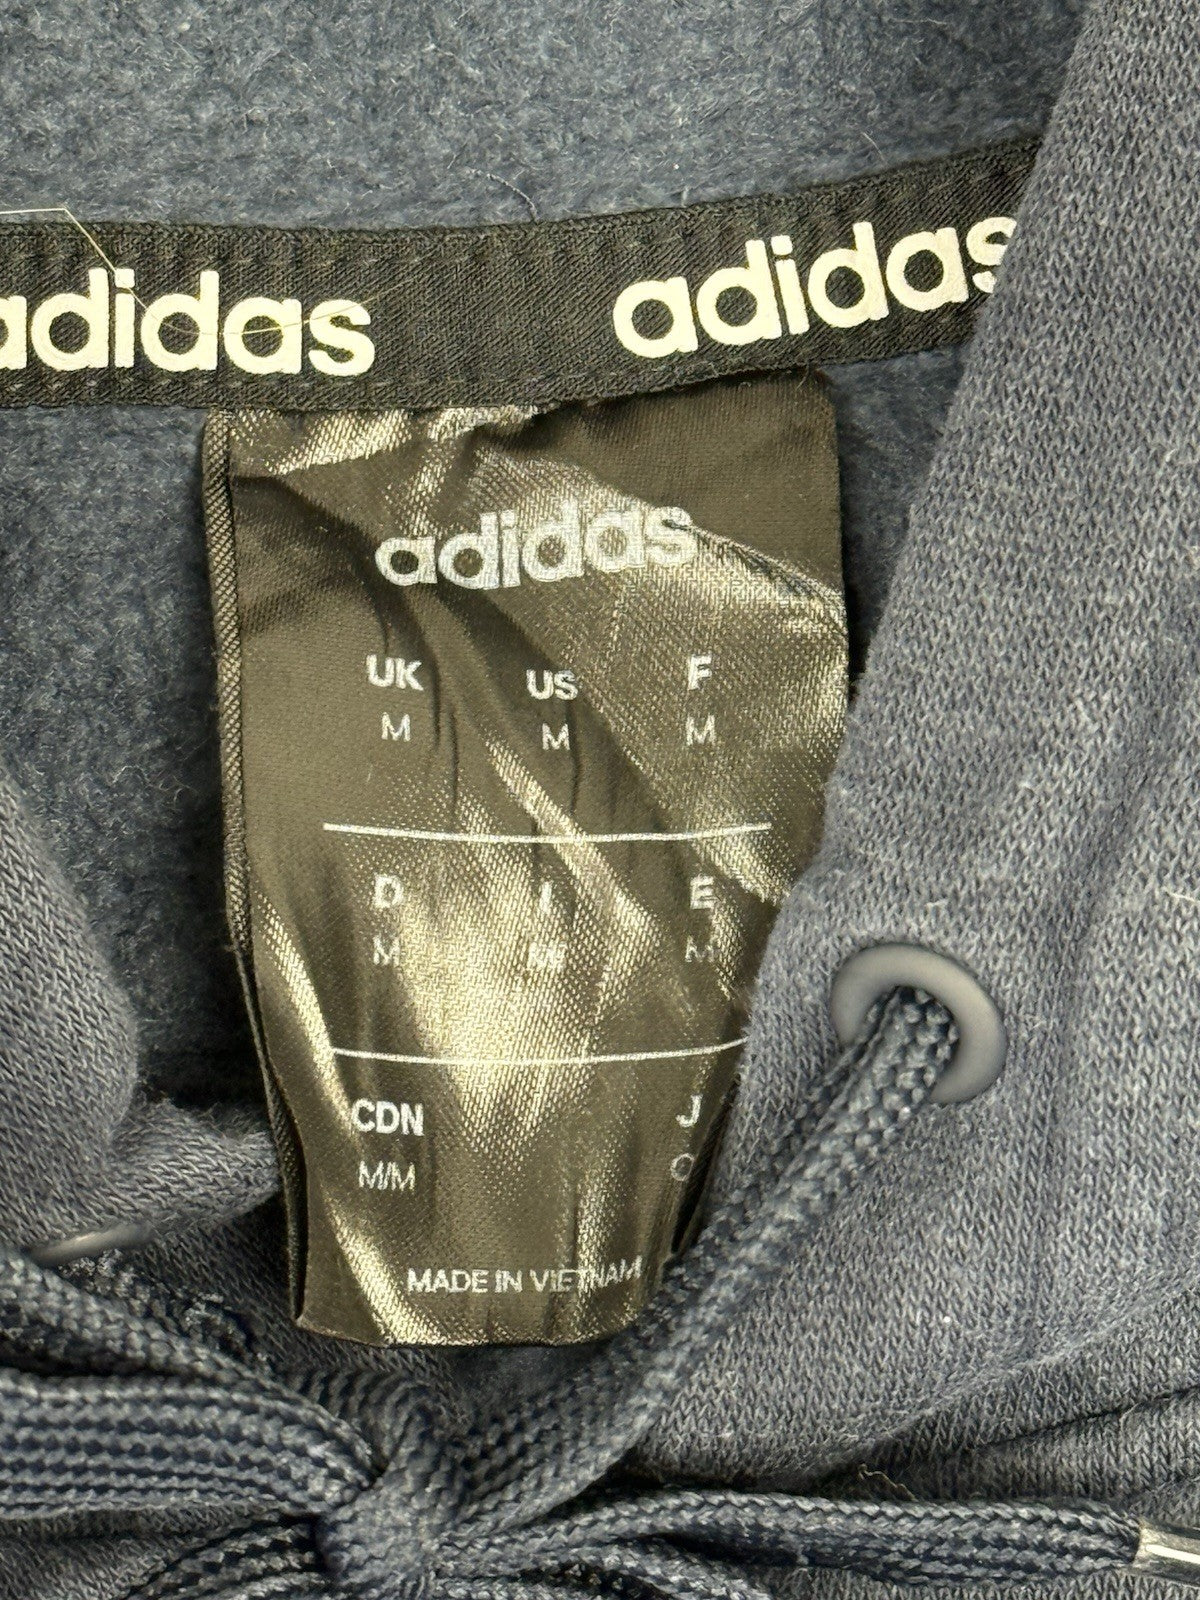 adidas adidas
adidas
UK US F
M M M
D I E
M M M
CDN J
M/M O
MADE IN VIETNAM